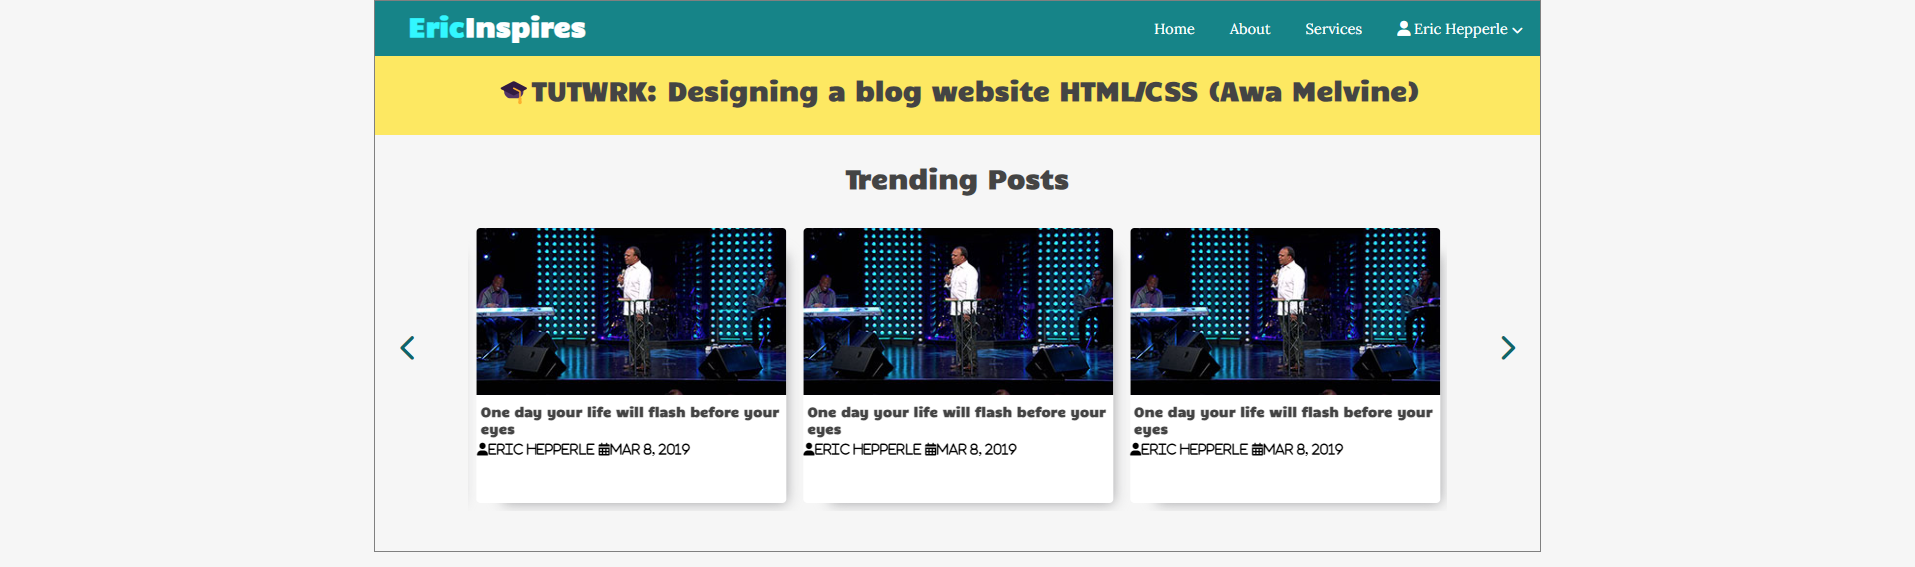 EricInspires
Home About Services Eric Hepperle
TUTWRK: Designing a blog website HTML/CSS (Awa Melvine)
Trending Posts
One day your life will flash before your
eyes
ERIC HEPPERLE MAR 8, 2019
One day your life will flash before your
eyes
ERIC HEPPERLE MAR 8, 2019
One day your life will flash before your
eyes
ERIC HEPPERLE MAR 8, 2019